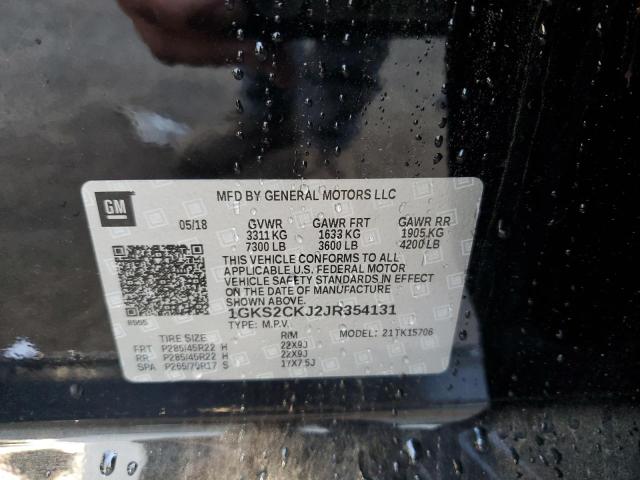 GM
MFD BY GENERAL MOTORS LLC
05/18 GVWR GAWR FRT GAWR RR
3311 KG 1633 KG 1905 KG
7300 LB 3600 LB 4200 LB
THIS VEHICLE CONFORMS TO ALL
APPLICABLE U.S. FEDERAL MOTOR
VEHICLE SAFETY STANDARDS IN EFFECT
ON THE DATE OF MANUFACTURE
SHOWN ABOVE.
1GKS2CKJ2JR354131
TYPE: M.P.V.
21TK15706
TIRE SIZE RIM
FRT P285/45R22 H 22X9J
RR P285/45R22 H 22X9J
SPA P265/70R17 S 17X7.5J